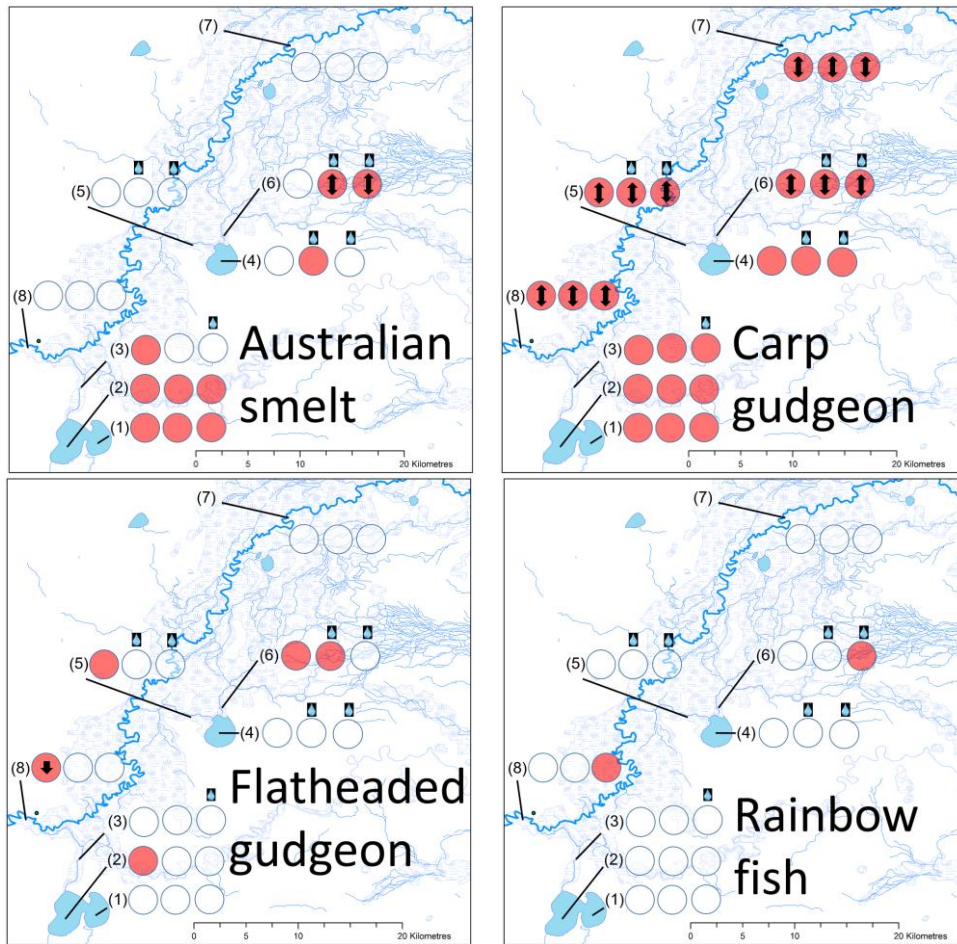 (7)
(5)
(6)
(4)
(8)
(3)
(2)
(1)
Australian
smelt
0 5 10 20 Kilometres
(7)
(5)
(6)
(4)
(8)
(3)
(2)
(1)
Carp
gudgeon
0 5 10 20 Kilometres
(7)
(5)
(6)
(4)
(8)
(3)
(2)
(1)
Flatheaded
gudgeon
0 5 10 20 Kilometres
(7)
(5)
(6)
(4)
(8)
(3)
(2)
(1)
Rainbow
fish
0 5 10 20 Kilometres